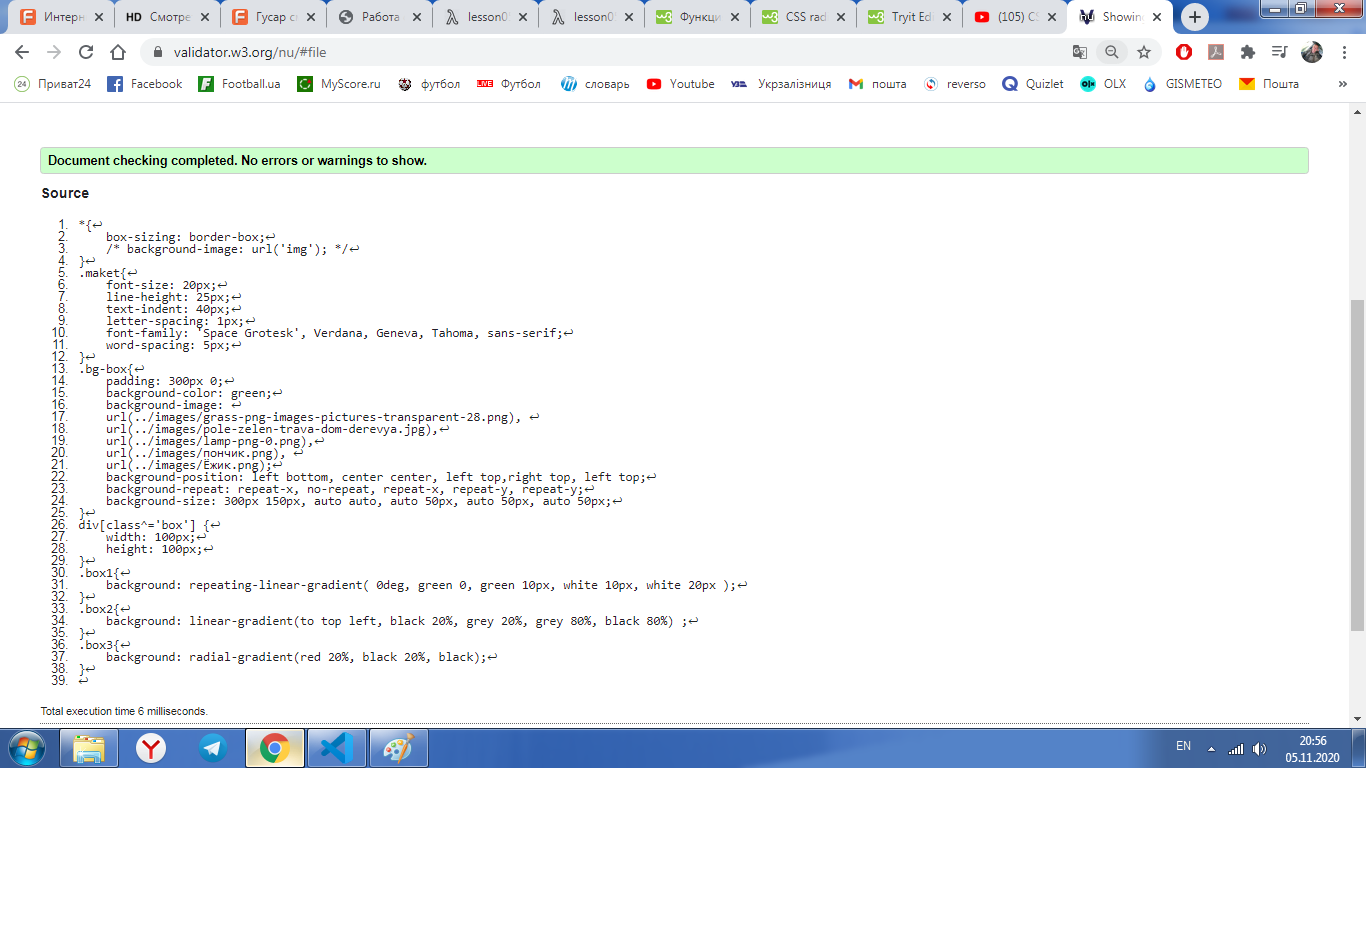 Интерн
HD Смотре
Гусар с
Работа
lesson0
lesson0
Функци
CSS rad
Tryit Ed
(105) CS
Showin
validator.w3.org/nu/#file
24 Приват24
Facebook
Football.ua
MyScore.ru
футбол
LIVE Футбол
словарь
Youtube
Укрзалізниця
пошта
reverso
Quizlet
OLX
GISMETEO
Пошта
»
Document checking completed. No errors or warnings to show.
Source
1. *{↩
2. box-sizing: border-box;↩
3. /* background-image: url('img'); */↩
4. }↩
5. .maket{↩
6. font-size: 20px;↩
7. line-height: 25px;↩
8. text-indent: 40px;↩
9. letter-spacing: 1px;↩
10. font-family: 'Space Grotesk', Verdana, Geneva, Tahoma, sans-serif;↩
11. word-spacing: 5px;↩
12. }↩
13. .bg-box{↩
14. padding: 300px 0;↩
15. background-color: green;↩
16. background-image: ↩
17. url(../images/grass-png-images-pictures-transparent-28.png), ↩
18. url(../images/pole-zelen-trava-dom-derevya.jpg),↩
19. url(../images/lamp-png-0.png),↩
20. url(../images/пончик.png), ↩
21. url(../images/Ёжик.png);↩
22. background-position: left bottom, center center, left top,right top, left top;↩
23. background-repeat: repeat-x, no-repeat, repeat-x, repeat-y, repeat-y;↩
24. background-size: 300px 150px, auto auto, auto 50px, auto 50px, auto 50px;↩
25. }↩
26. div[class^='box'] {↩
27. width: 100px;↩
28. height: 100px;↩
29. }↩
30. .box1{↩
31. background: repeating-linear-gradient( 0deg, green 0, green 10px, white 10px, white 20px );↩
32. }↩
33. .box2{↩
34. background: linear-gradient(to top left, black 20%, grey 20%, grey 80%, black 80%) ;↩
35. }↩
36. .box3{↩
37. background: radial-gradient(red 20%, black 20%, black);↩
38. }↩
39. ↩
Total execution time 6 milliseconds.
EN
20:56
05.11.2020